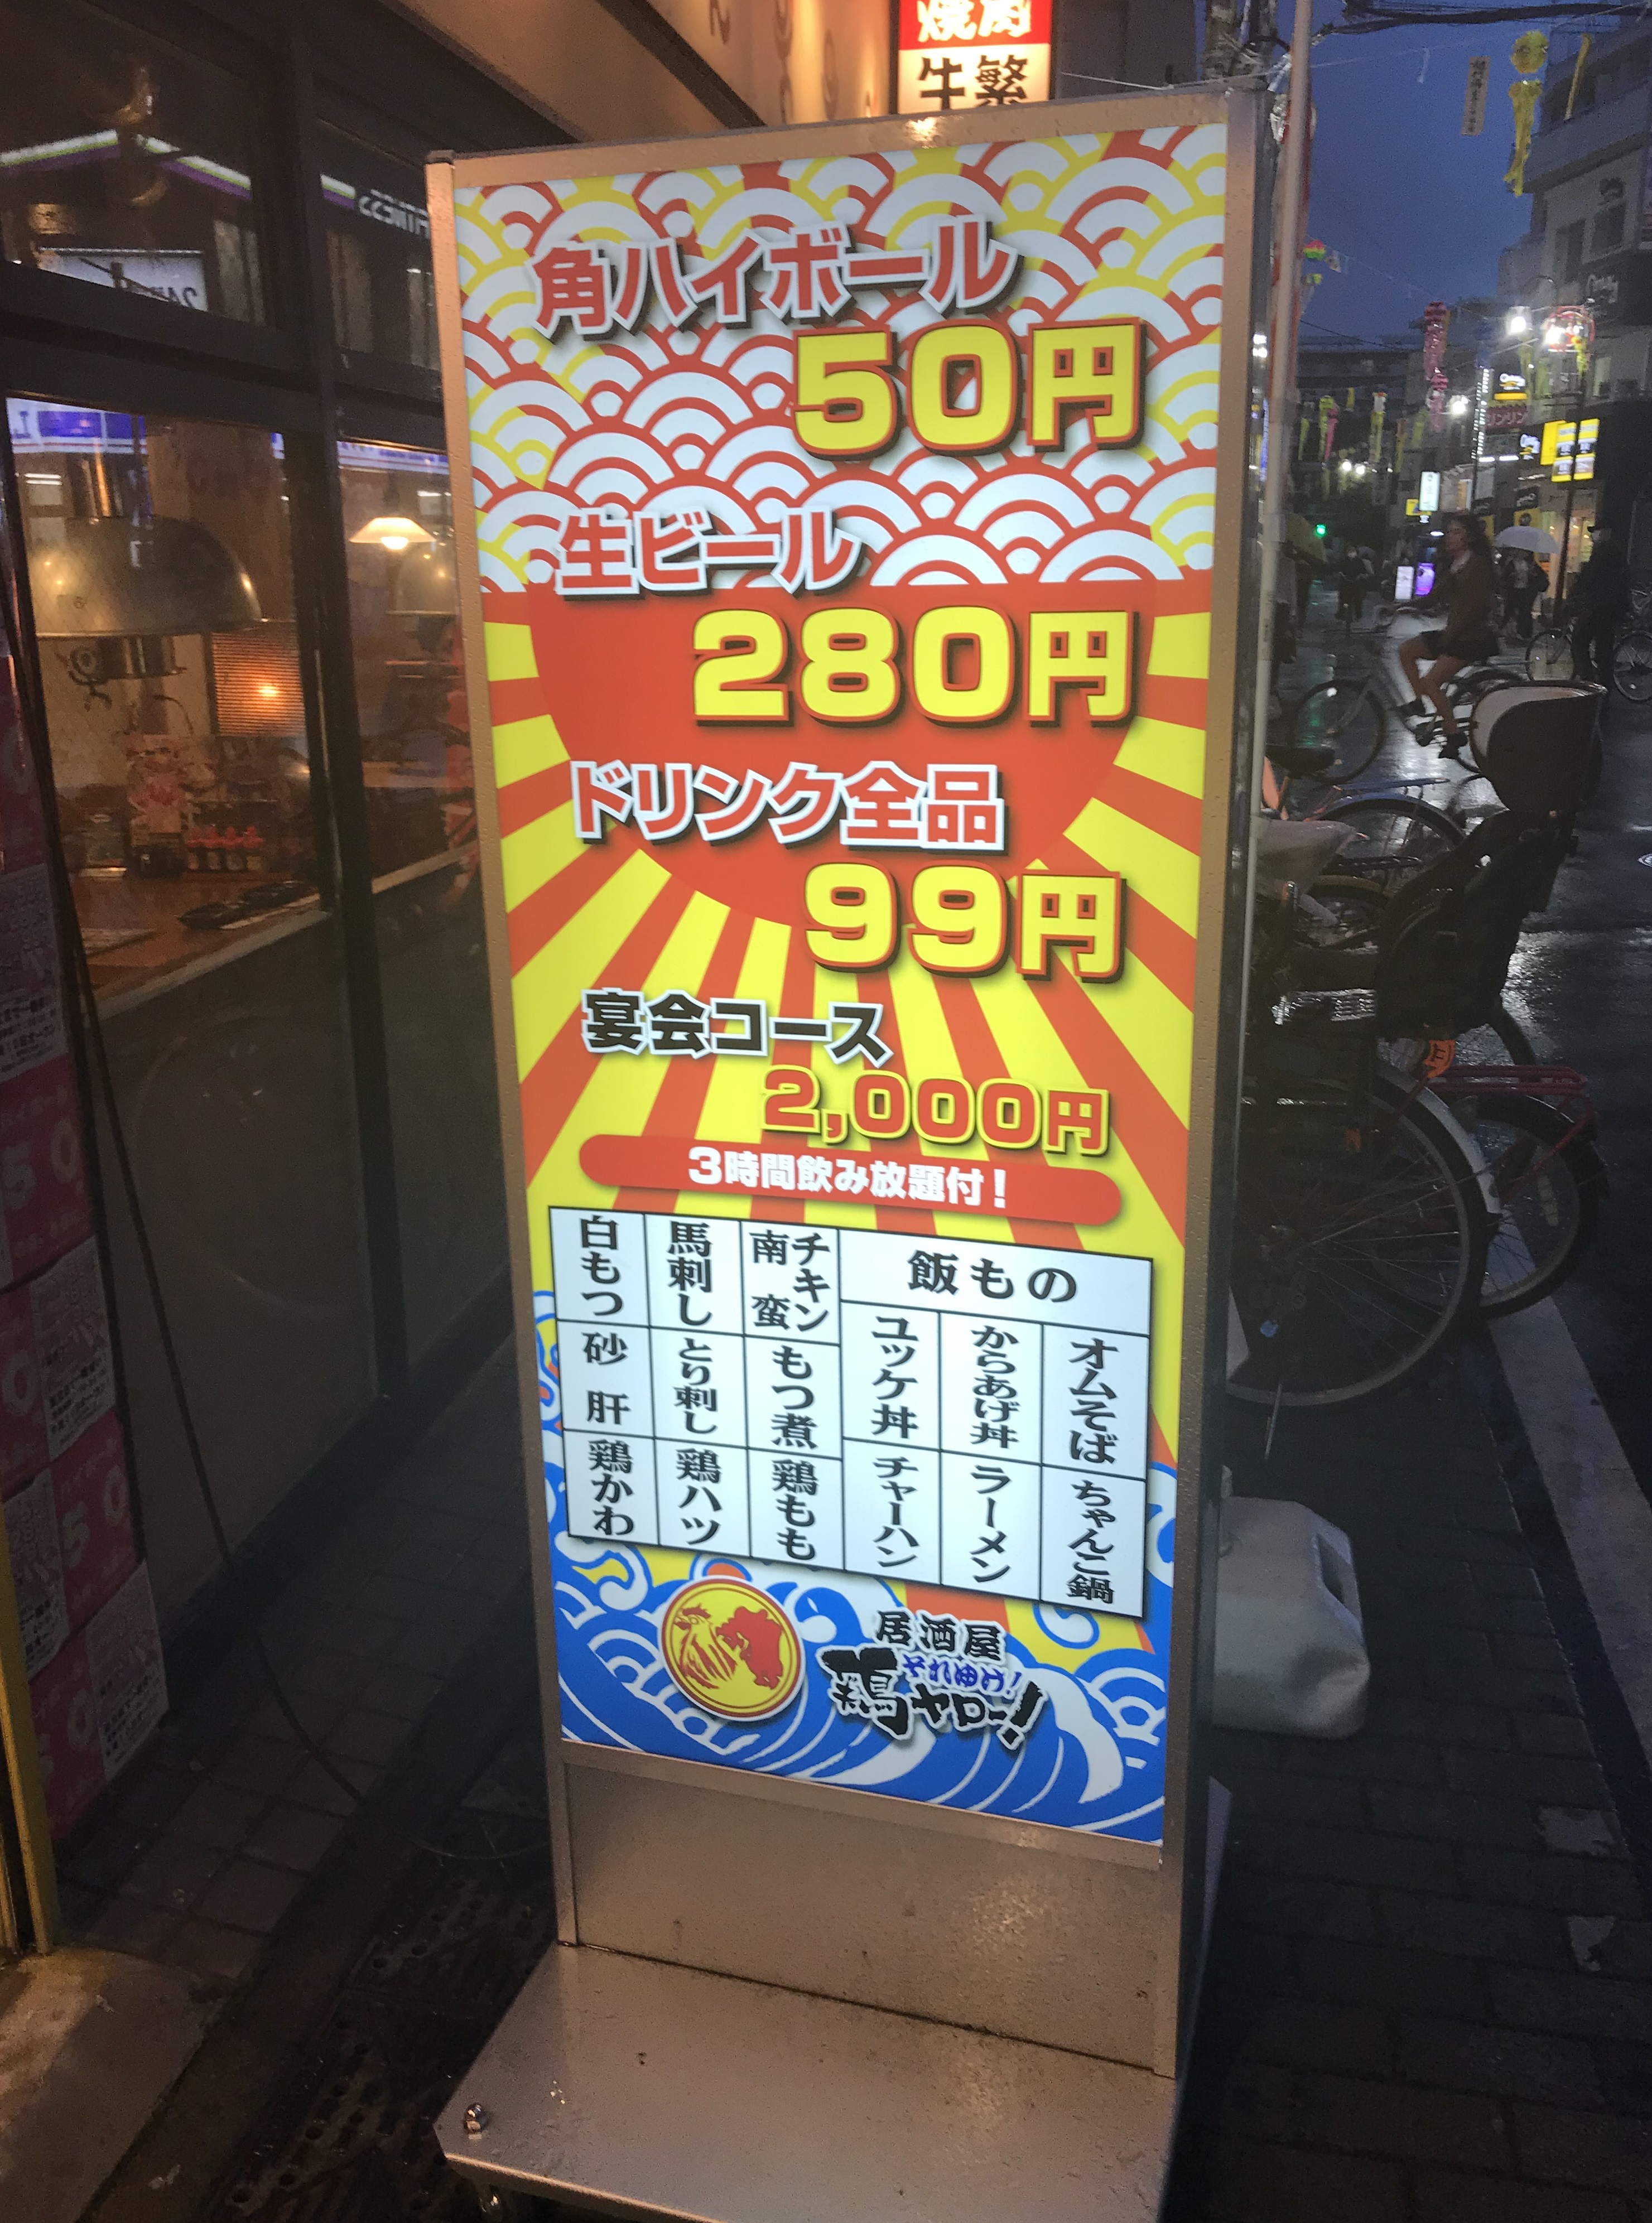 焼肉
牛繁
角ハイボール
50円
生ビール
280円
ドリンク全品
99円
宴会コース
2,000円
3時間飲み放題付！
飯もの
オムそば
からあげ丼
ユッケ丼
ちゃんこ鍋
ラーメン
チャーハン
チキン
南蛮
馬刺し
白もつ
もつ煮
とり刺し
砂肝
鶏もも
鶏ハツ
鶏かわ
居酒屋
それゆけ！
鶏ヤロー！